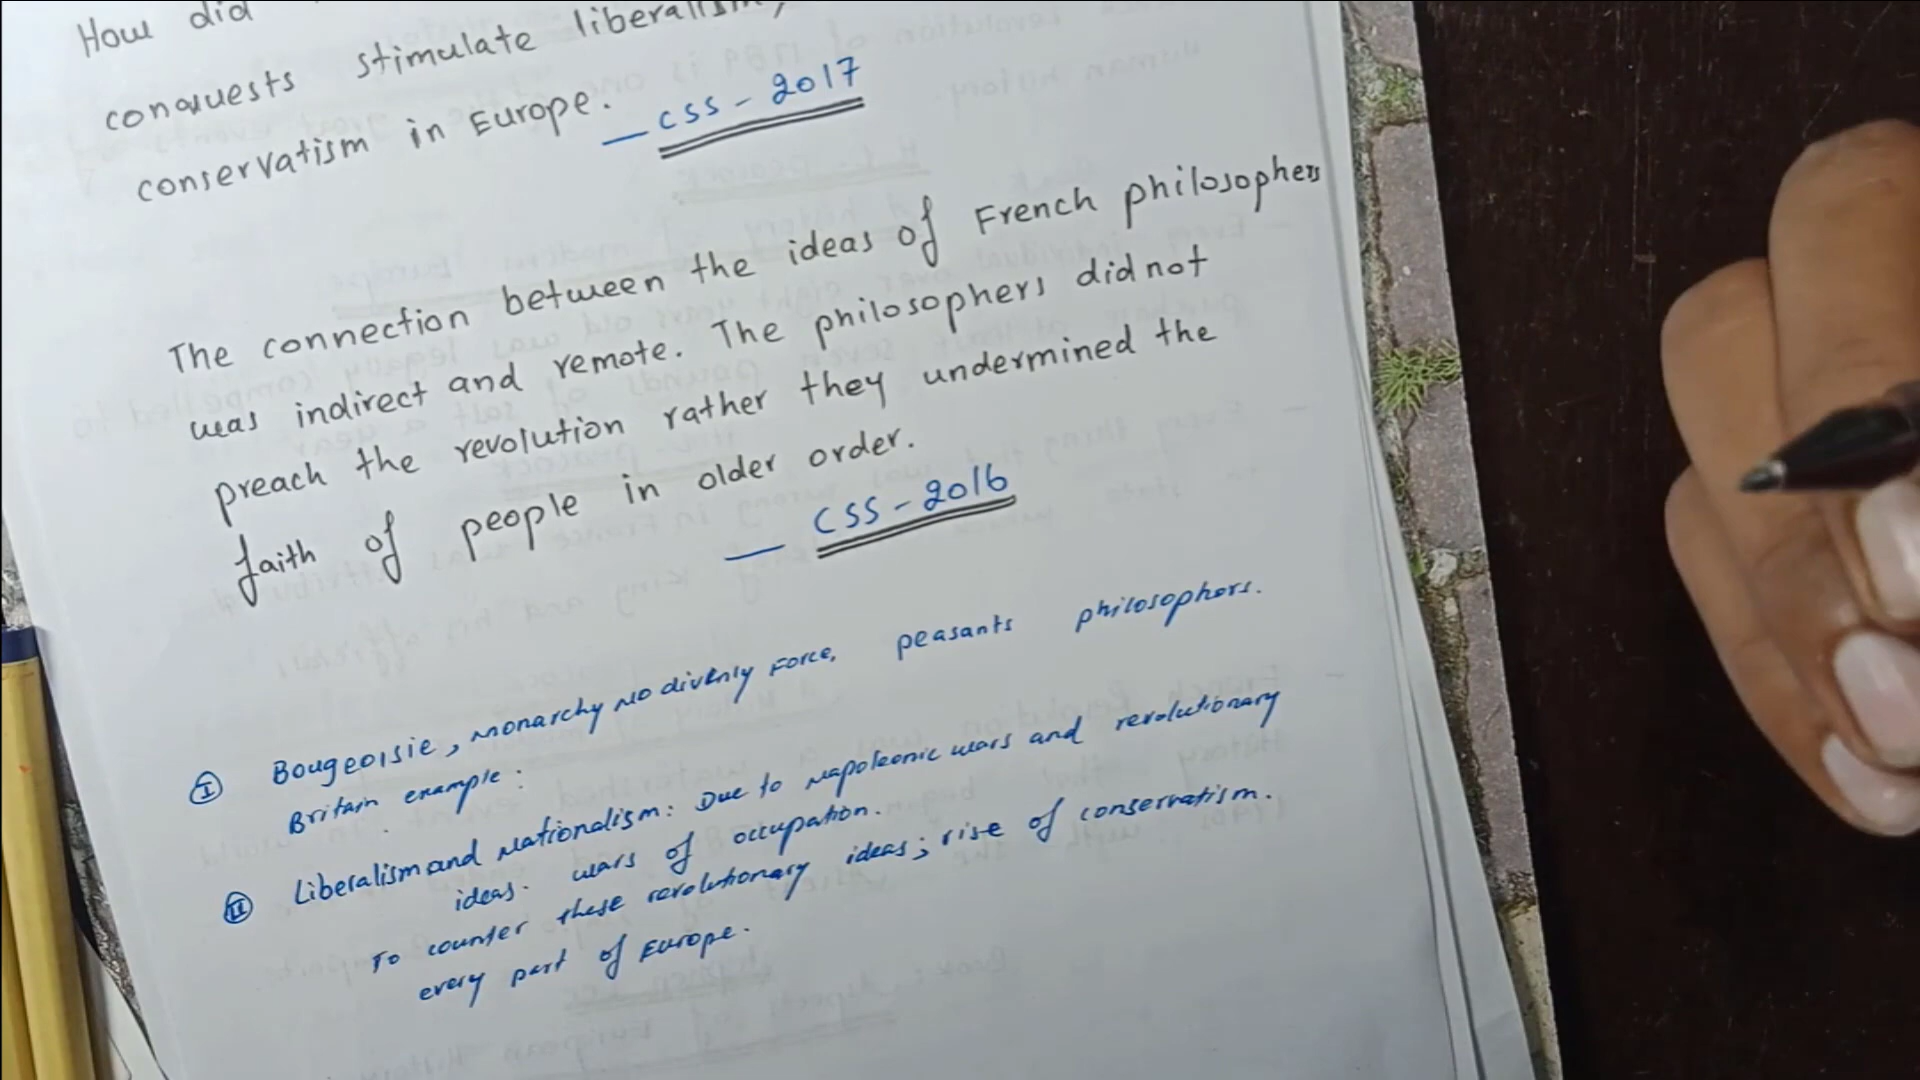 How did
conquests stimulate liberalism,
conservatism in Europe. — CSS - 2017
The connection between the ideas of French philosophers
was indirect and remote. The philosophers did not
preach the revolution rather they undermined the
faith of people in older order.
— CSS - 2016
I Bougeoisie, monarchy no divenly Force, peasants philosophors.
Britain example:
II Liberalism and Nationalism: Due to Napoleonic wars and revolutionary
ideas. wars of occupation.
To counter these revolutionary ideas; rise of conservatism.
every part of Europe.